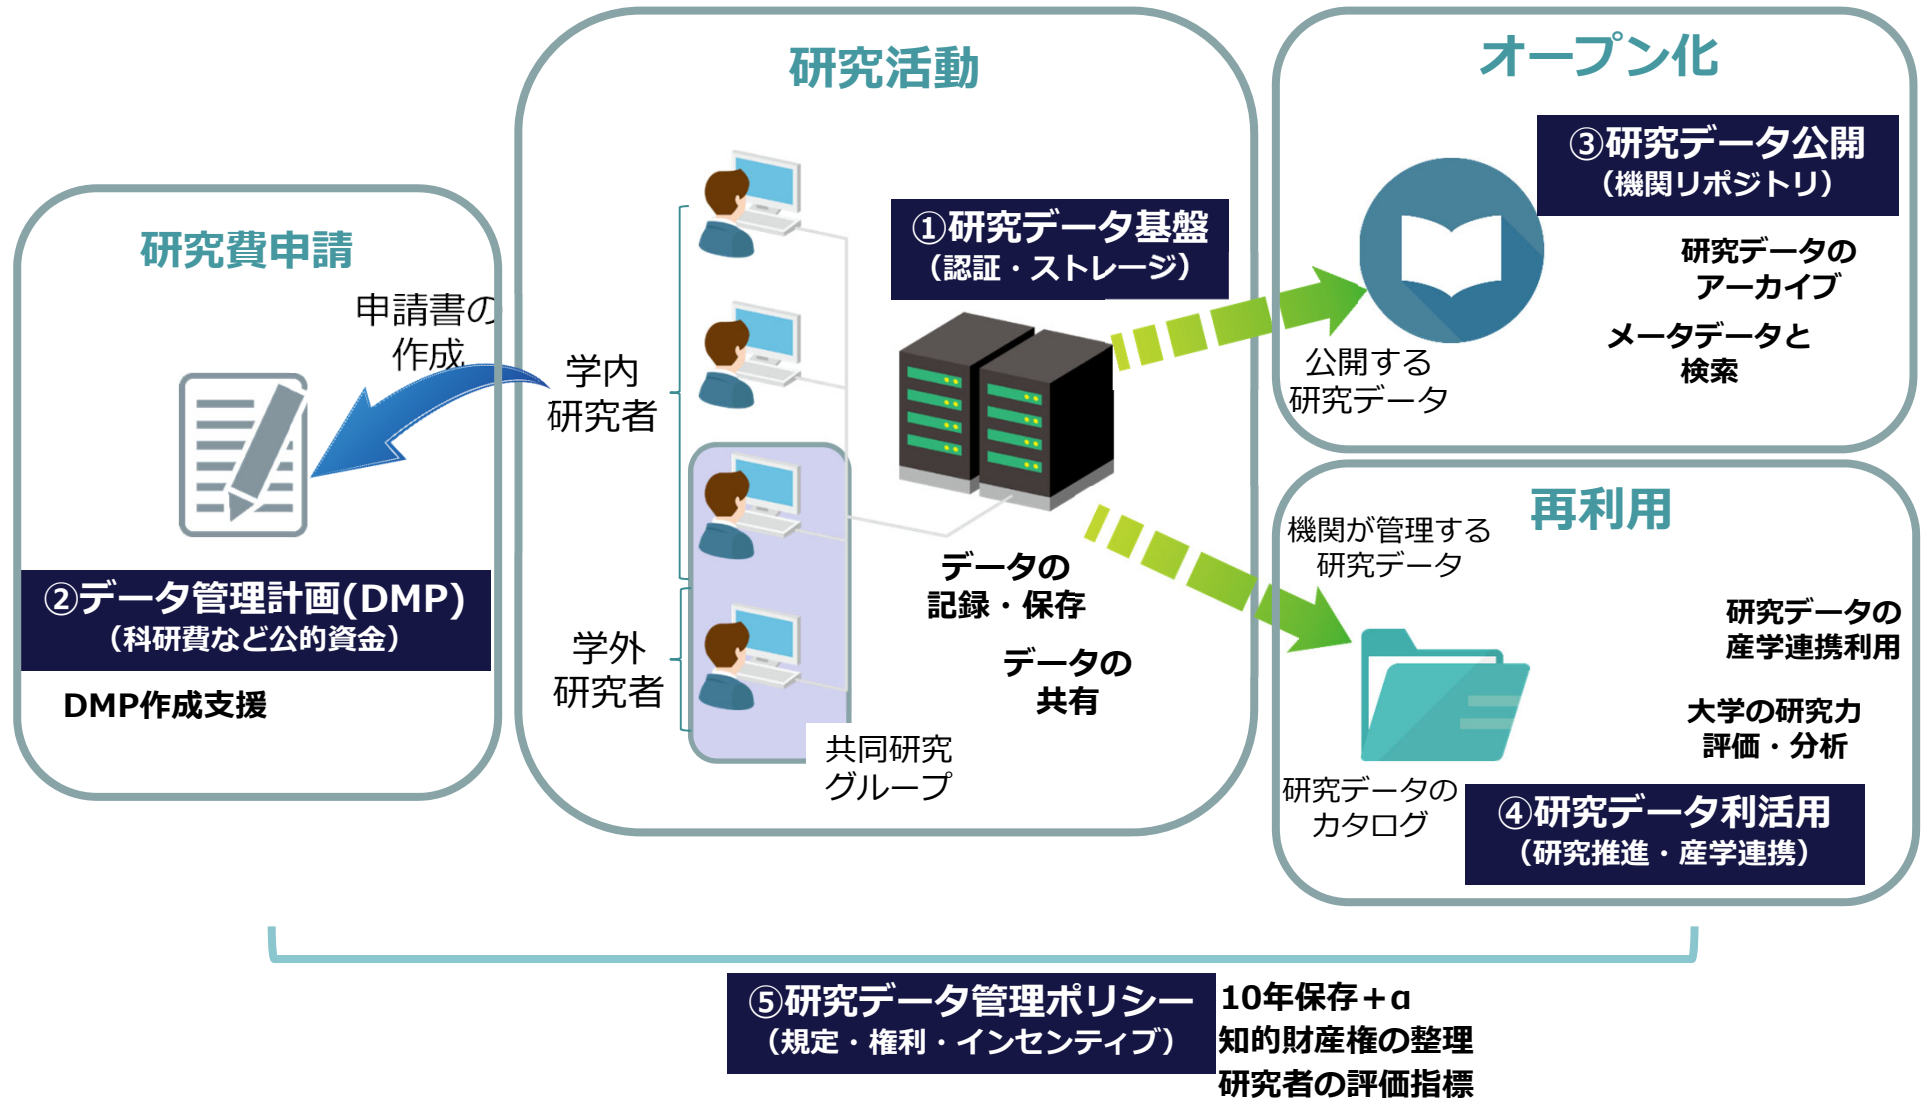 研究費申請
申請書の
作成
②データ管理計画(DMP)
（科研費など公的資金）
DMP作成支援
研究活動
学内
研究者
学外
研究者
共同研究
グループ
①研究データ基盤
（認証・ストレージ）
データの
記録・保存
データの
共有
オープン化
③研究データ公開
（機関リポジトリ）
研究データの
アーカイブ
メータデータと
検索
公開する
研究データ
再利用
機関が管理する
研究データ
研究データの
産学連携利用
大学の研究力
評価・分析
研究データの
カタログ
④研究データ利活用
（研究推進・産学連携）
⑤研究データ管理ポリシー
（規定・権利・インセンティブ）
10年保存＋α
知的財産権の整理
研究者の評価指標